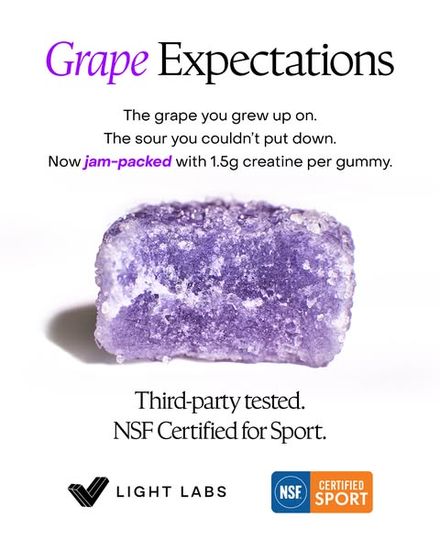 Grape Expectations
The grape you grew up on.
The sour you couldn’t put down.
Now jam-packed with 1.5g creatine per gummy.
Third-party tested.
NSF Certified for Sport.
LIGHT LABS
NSF CERTIFIED
SPORT